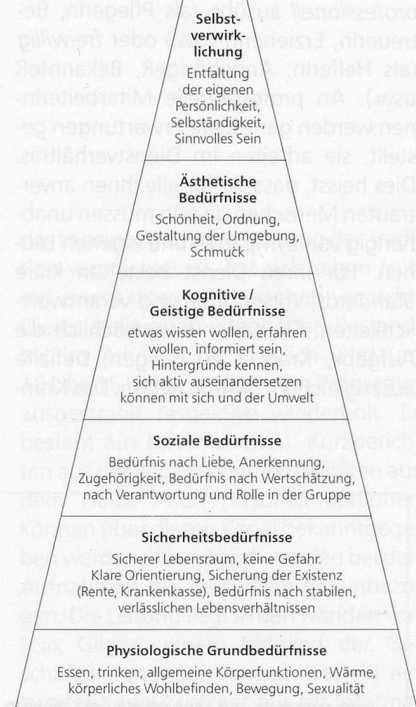 Selbst-
verwirk-
lichung
Entfaltung
der eigenen
Persönlichkeit,
Selbständigkeit,
Sinnvolles Sein
Ästhetische
Bedürfnisse
Schönheit, Ordnung,
Gestaltung der Umgebung,
Schmuck
Kognitive /
Geistige Bedürfnisse
etwas wissen wollen, erfahren
wollen, informiert sein,
Hintergründe kennen,
sich aktiv auseinandersetzen
können mit sich und der Umwelt
Soziale Bedürfnisse
Bedürfnis nach Liebe, Anerkennung,
Zugehörigkeit, Bedürfnis nach Wertschätzung,
nach Verantwortung und Rolle in der Gruppe
Sicherheitsbedürfnisse
Sicherer Lebensraum, keine Gefahr.
Klare Orientierung, Sicherung der Existenz
(Rente, Krankenkasse), Bedürfnis nach stabilen,
verlässlichen Lebensverhältnissen
Physiologische Grundbedürfnisse
Essen, trinken, allgemeine Körperfunktionen, Wärme,
körperliches Wohlbefinden, Bewegung, Sexualität